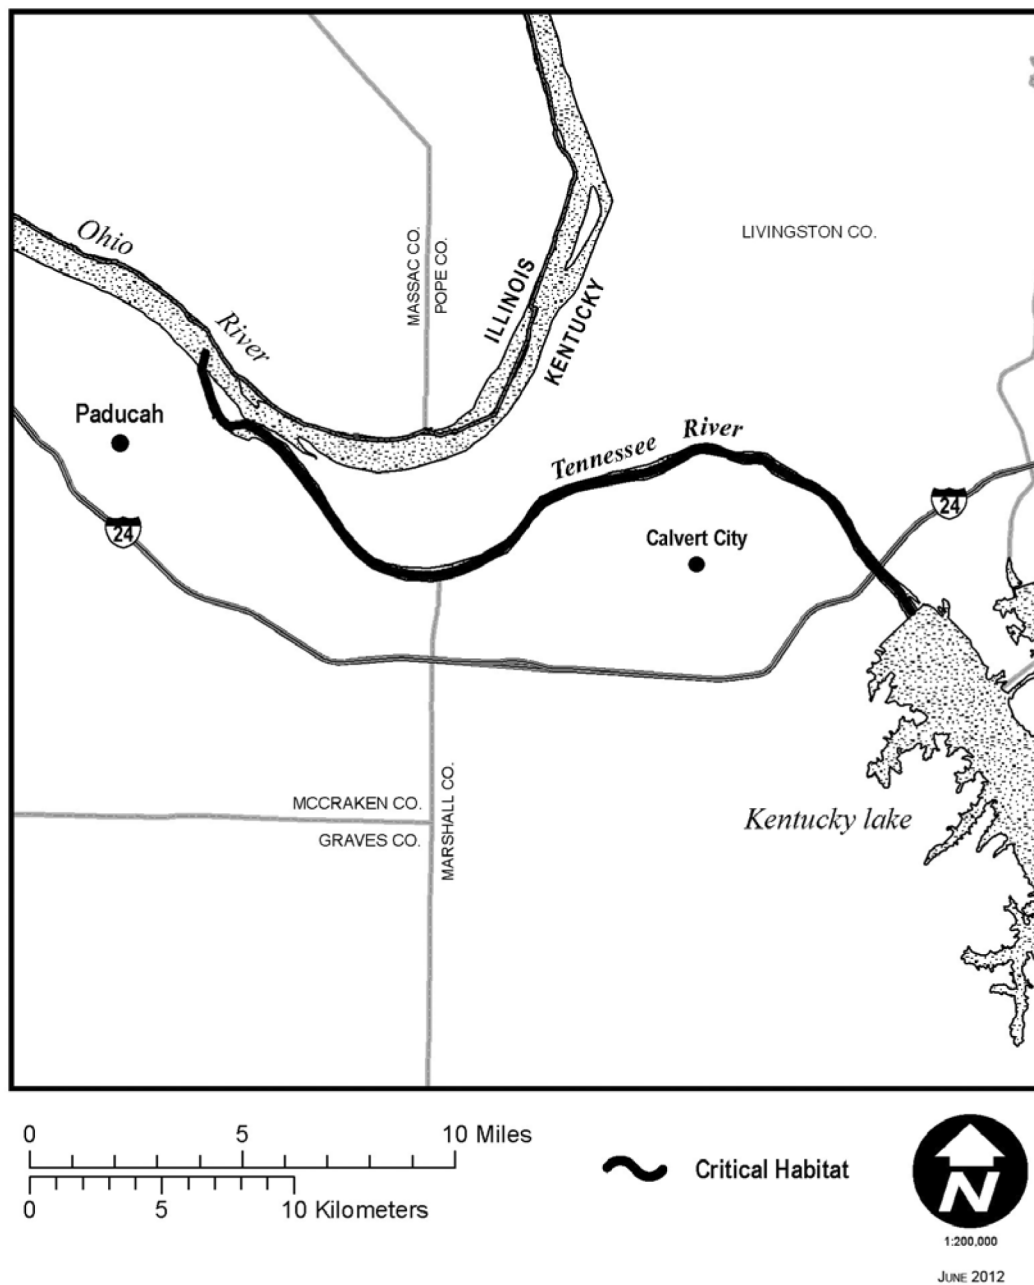 Ohio
River
MASSAC CO.
POPE CO.
ILLINOIS
KENTUCKY
LIVINGSTON CO.
Paducah
Tennessee River
24
Calvert City
24
MCCRAKEN CO.
GRAVES CO.
MARSHALL CO.
Kentucky lake
0 5 10 Miles
0 5 10 Kilometers
Critical Habitat
N
1:200,000
JUNE 2012